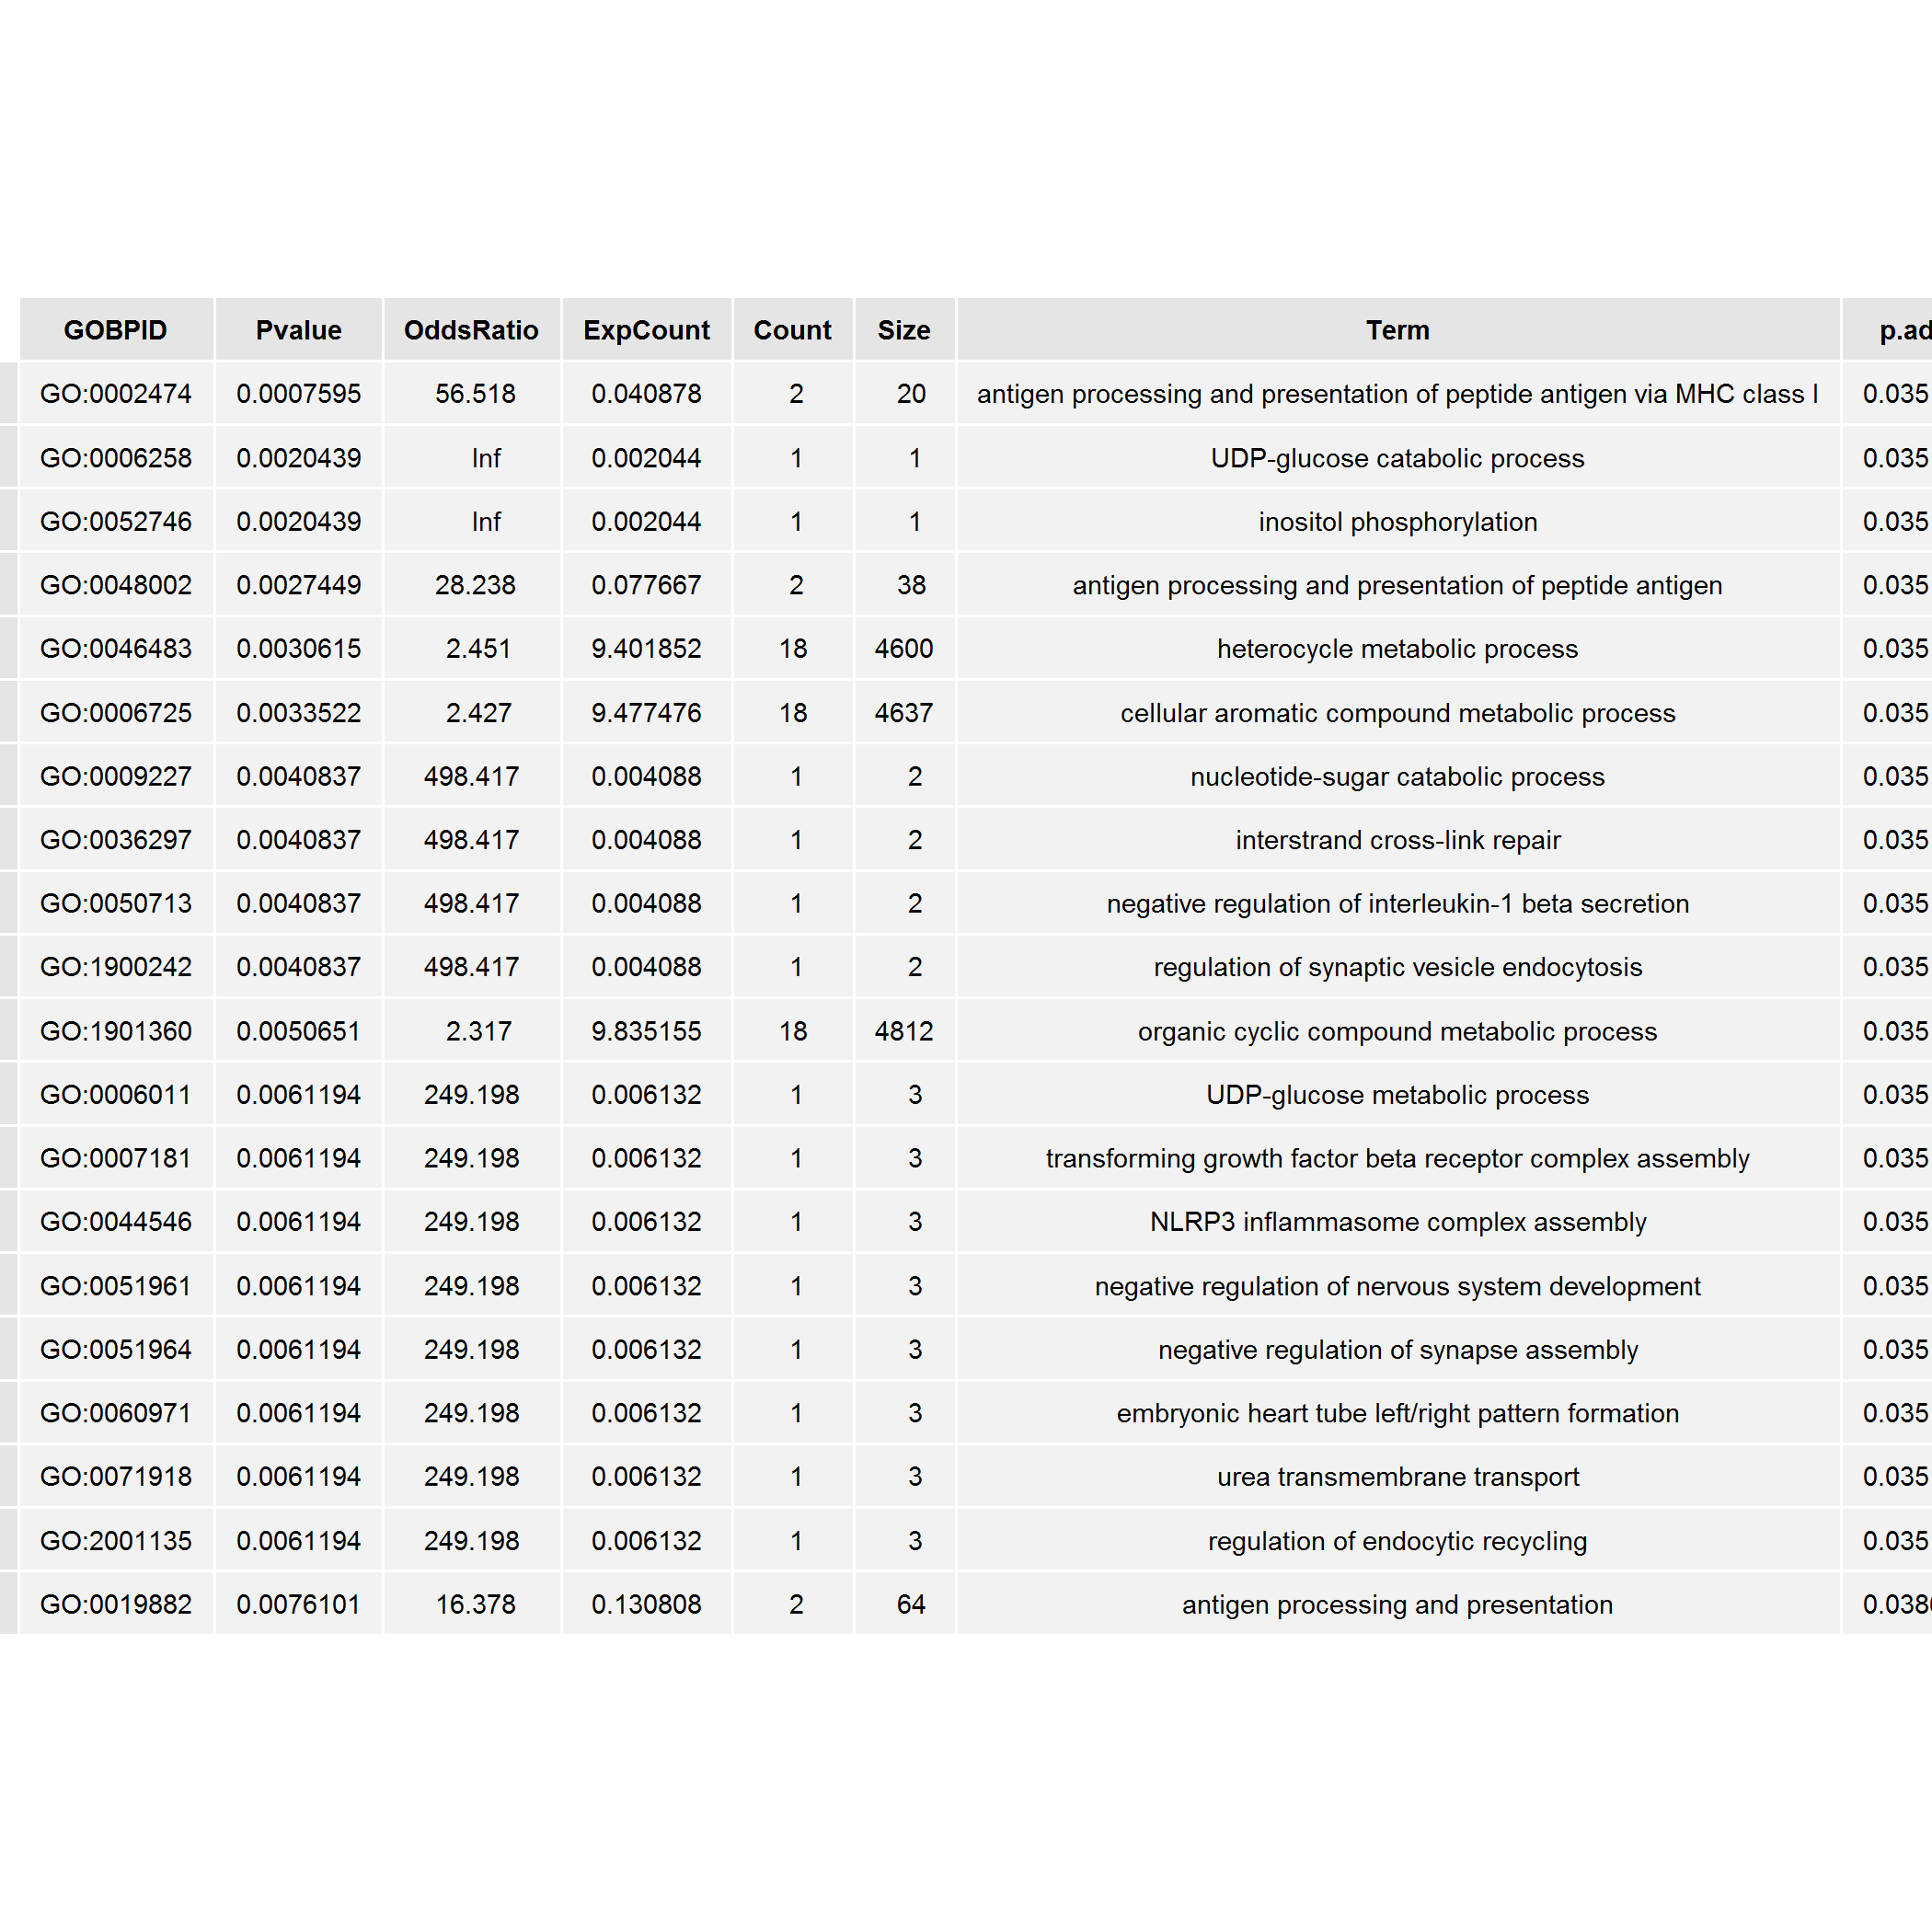 GOBPID Pvalue OddsRatio ExpCount Count Size Term p.ad
GO:0002474 0.0007595 56.518 0.040878 2 20 antigen processing and presentation of peptide antigen via MHC class I 0.035
GO:0006258 0.0020439 Inf 0.002044 1 1 UDP-glucose catabolic process 0.035
GO:0052746 0.0020439 Inf 0.002044 1 1 inositol phosphorylation 0.035
GO:0048002 0.0027449 28.238 0.077667 2 38 antigen processing and presentation of peptide antigen 0.035
GO:0046483 0.0030615 2.451 9.401852 18 4600 heterocycle metabolic process 0.035
GO:0006725 0.0033522 2.427 9.477476 18 4637 cellular aromatic compound metabolic process 0.035
GO:0009227 0.0040837 498.417 0.004088 1 2 nucleotide-sugar catabolic process 0.035
GO:0036297 0.0040837 498.417 0.004088 1 2 interstrand cross-link repair 0.035
GO:0050713 0.0040837 498.417 0.004088 1 2 negative regulation of interleukin-1 beta secretion 0.035
GO:1900242 0.0040837 498.417 0.004088 1 2 regulation of synaptic vesicle endocytosis 0.035
GO:1901360 0.0050651 2.317 9.835155 18 4812 organic cyclic compound metabolic process 0.035
GO:0006011 0.0061194 249.198 0.006132 1 3 UDP-glucose metabolic process 0.035
GO:0007181 0.0061194 249.198 0.006132 1 3 transforming growth factor beta receptor complex assembly 0.035
GO:0044546 0.0061194 249.198 0.006132 1 3 NLRP3 inflammasome complex assembly 0.035
GO:0051961 0.0061194 249.198 0.006132 1 3 negative regulation of nervous system development 0.035
GO:0051964 0.0061194 249.198 0.006132 1 3 negative regulation of synapse assembly 0.035
GO:0060971 0.0061194 249.198 0.006132 1 3 embryonic heart tube left/right pattern formation 0.035
GO:0071918 0.0061194 249.198 0.006132 1 3 urea transmembrane transport 0.035
GO:2001135 0.0061194 249.198 0.006132 1 3 regulation of endocytic recycling 0.035
GO:0019882 0.0076101 16.378 0.130808 2 64 antigen processing and presentation 0.038